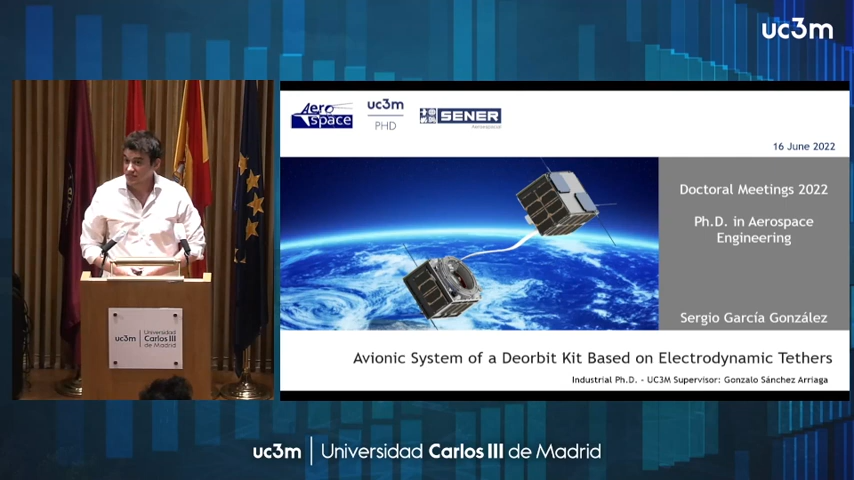 uc3m
Aero
space
uc3m
PHD
SENER
Aeroespacial
16 June 2022
Doctoral Meetings 2022
Ph.D. in Aerospace
Engineering
Sergio García González
Avionic System of a Deorbit Kit Based on Electrodynamic Tethers
Industrial Ph.D. - UC3M Supervisor: Gonzalo Sánchez Arriaga
uc3m
Universidad
Carlos III
de Madrid
uc3m | Universidad Carlos III de Madrid